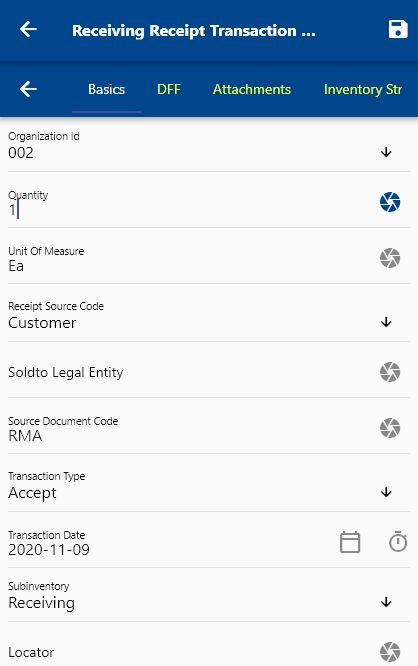 Receiving Receipt Transaction ...
Basics DFF Attachments Inventory Str
Organization Id
002
Quantity
1
Unit Of Measure
Ea
Receipt Source Code
Customer
Soldto Legal Entity
Source Document Code
RMA
Transaction Type
Accept
Transaction Date
2020-11-09
Subinventory
Receiving
Locator